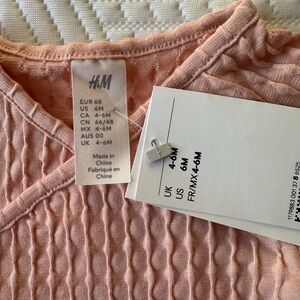 H&M
EUR 68
US 6M
CA 4-6M
CN 66/48
MX 4-6M
AUS 00
UK 4-6M
Made in
China
Fabriqué en
Chine
UK 4-6M
US 6M
FR/MX 4-6M